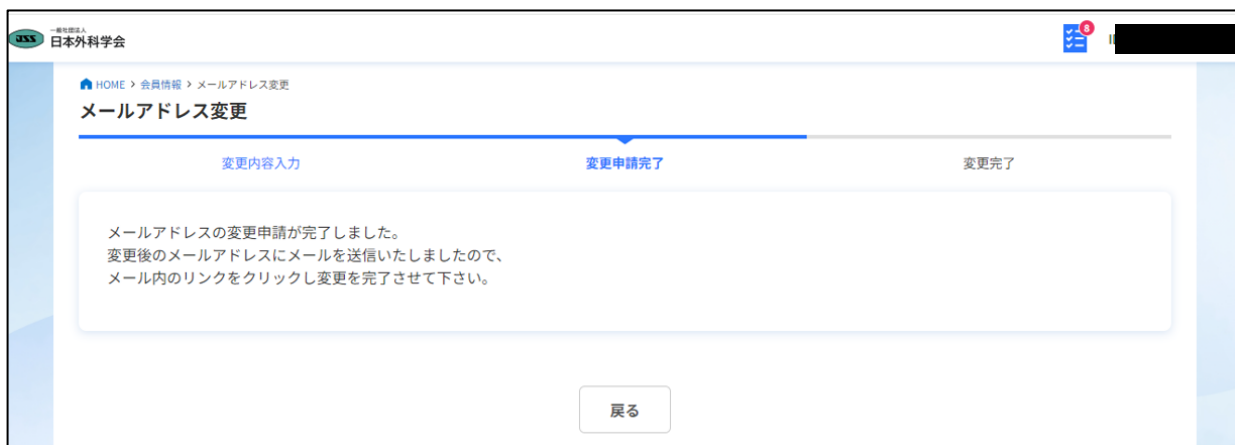 JSS
一般社団法人
日本外科学会
8
HOME > 会員情報 > メールアドレス変更
メールアドレス変更
変更内容入力
変更申請完了
変更完了
メールアドレスの変更申請が完了しました。
変更後のメールアドレスにメールを送信いたしましたので、
メール内のリンクをクリックし変更を完了させて下さい。
戻る